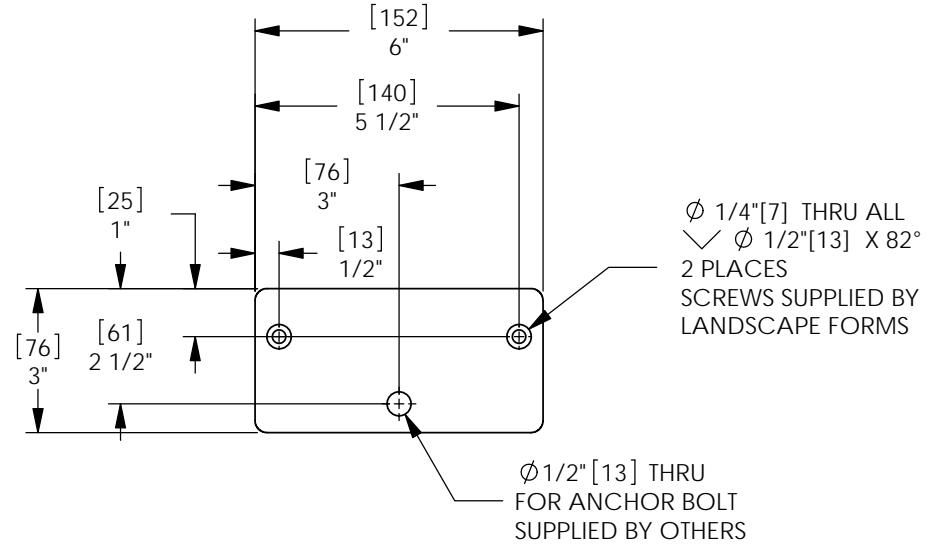 [152]
6"
[140]
5 1/2"
[76]
3"
[25]
1"
[13]
1/2"
[76]
3"
[61]
2 1/2"
Ø 1/4"[7] THRU ALL
⌵ Ø 1/2"[13] X 82°
2 PLACES
SCREWS SUPPLIED BY
LANDSCAPE FORMS
Ø1/2"[13] THRU
FOR ANCHOR BOLT
SUPPLIED BY OTHERS